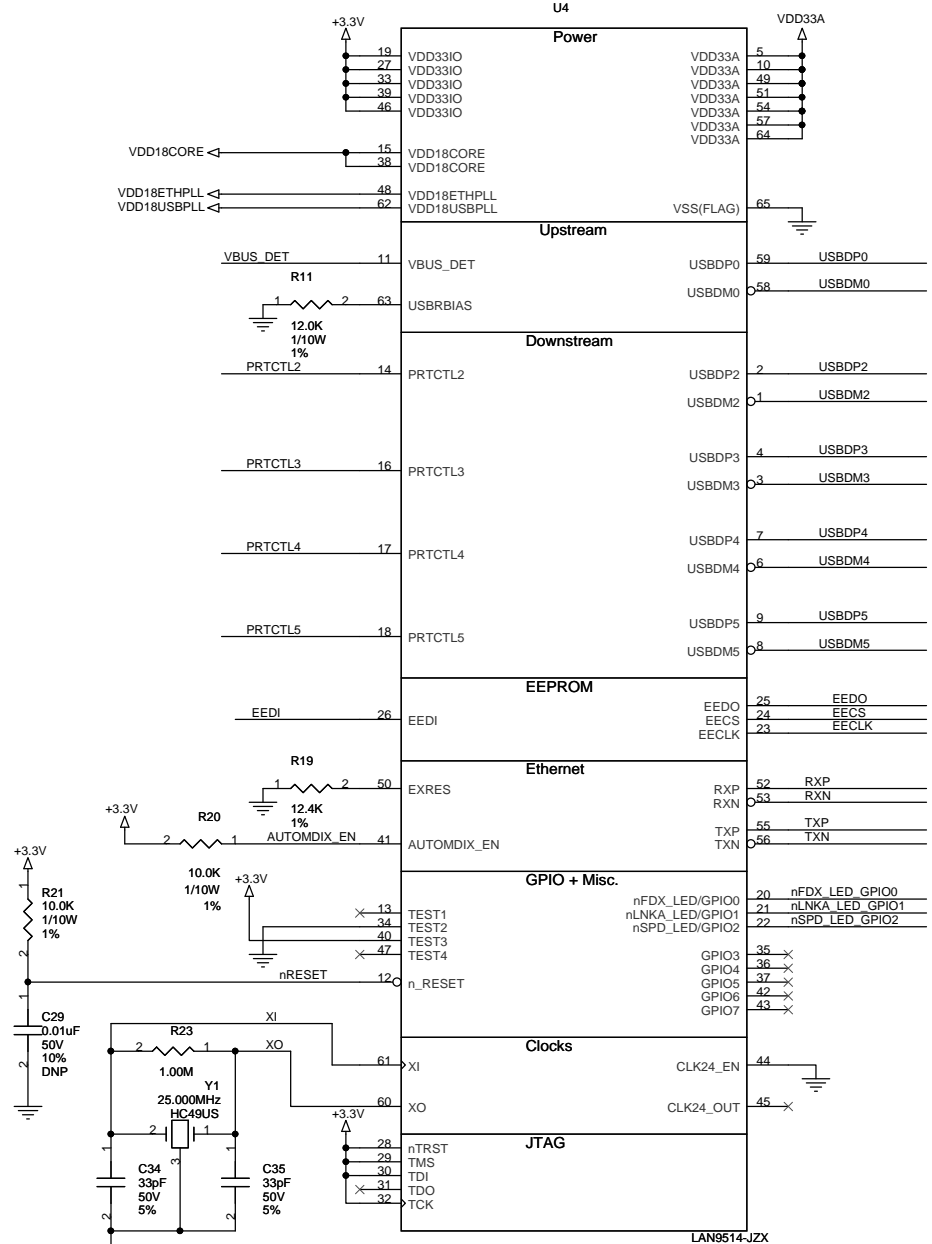 U4
+3.3V
VDD33A
Power
19 VDD33IO
27 VDD33IO
33 VDD33IO
39 VDD33IO
46 VDD33IO
VDD33A 5
VDD33A 10
VDD33A 49
VDD33A 51
VDD33A 54
VDD33A 57
VDD33A 64
VDD18CORE 15 VDD18CORE
38 VDD18CORE
VDD18ETHPLL 48 VDD18ETHPLL
VDD18USBPLL 62 VDD18USBPLL
VSS(FLAG) 65
Upstream
VBUS_DET 11 VBUS_DET
USBDP0 59 USBDP0
USBDM0 58 USBDM0
R11
1 2 63 USBRBIAS
12.0K
1/10W
1%
Downstream
PRTCTL2 14 PRTCTL2
USBDP2 2 USBDP2
USBDM2 1 USBDM2
PRTCTL3 16 PRTCTL3
USBDP3 4 USBDP3
USBDM3 3 USBDM3
PRTCTL4 17 PRTCTL4
USBDP4 7 USBDP4
USBDM4 6 USBDM4
PRTCTL5 18 PRTCTL5
USBDP5 9 USBDP5
USBDM5 8 USBDM5
EEPROM
EEDI 26 EEDI
EEDO 25 EEDO
EECS 24 EECS
EECLK 23 EECLK
Ethernet
R19
1 2 50 EXRES
12.4K
1%
RXP 52 RXP
RXN 53 RXN
TXP 55 TXP
TXN 56 TXN
+3.3V
R20
2 1 AUTOMDIX_EN 41 AUTOMDIX_EN
10.0K
1/10W
1%
+3.3V
1
R21
10.0K
1/10W
1%
2
+3.3V
GPIO + Misc.
13 TEST1
34 TEST2
40 TEST3
47 TEST4
nFDX_LED/GPIO0 20 nFDX_LED_GPIO0
nLNKA_LED/GPIO1 21 nLNKA_LED_GPIO1
nSPD_LED/GPIO2 22 nSPD_LED_GPIO2
GPIO3 35
GPIO4 36
GPIO5 37
GPIO6 42
GPIO7 43
nRESET 12 n_RESET
1
C29
0.01uF
50V
10%
DNP
2
Clocks
XI
XO
R23
2 1
1.00M
61 XI
60 XO
CLK24_EN 44
CLK24_OUT 45
Y1
25.000MHz
HC49US
2 1
3
1
C34
33pF
50V
5%
2
1
C35
33pF
50V
5%
2
+3.3V
JTAG
28 nTRST
29 TMS
30 TDI
31 TDO
32 TCK
LAN9514-JZX